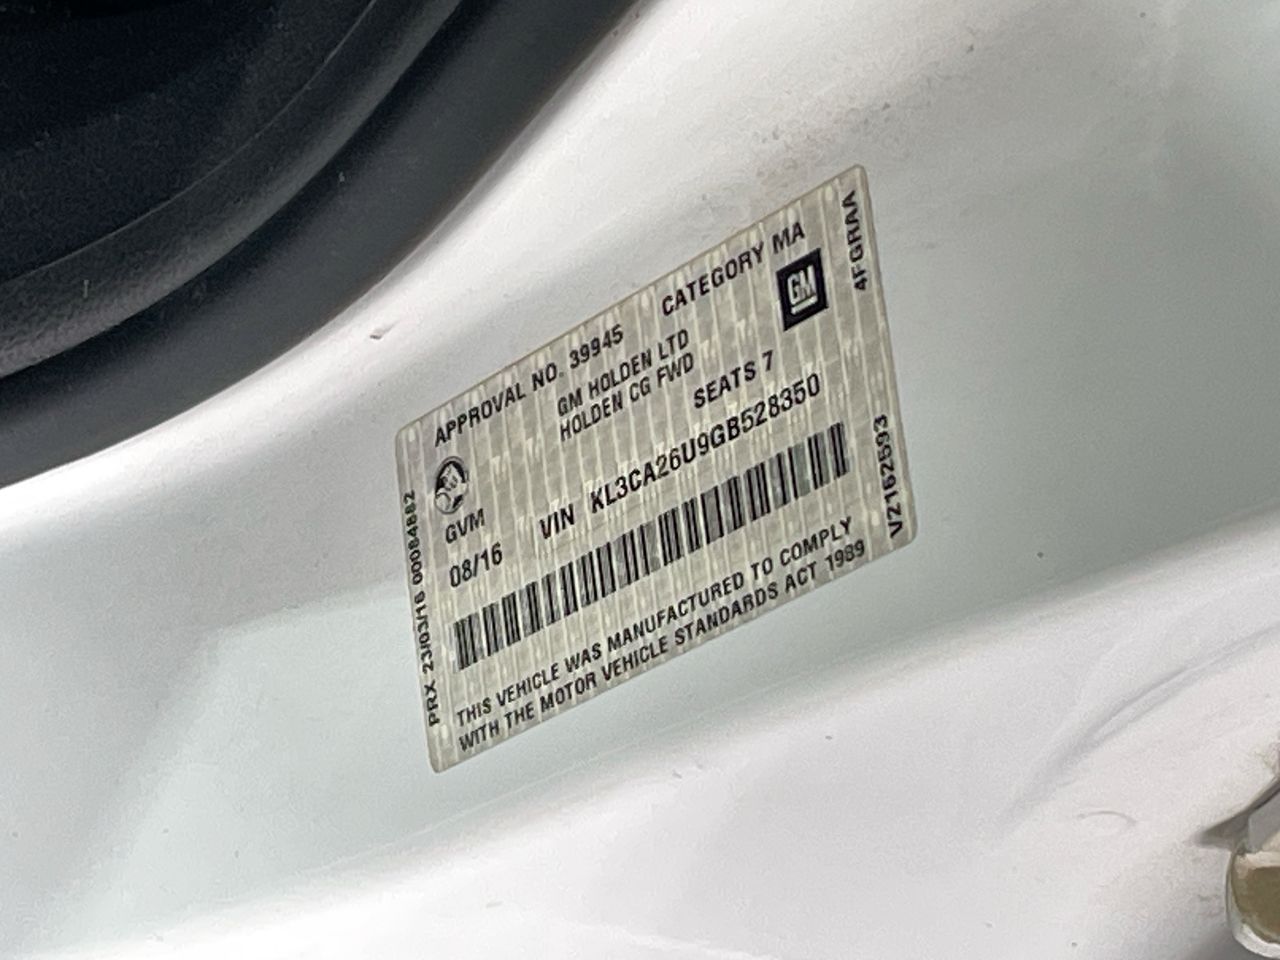 APPROVAL NO. 39945 CATEGORY MA
GM HOLDEN LTD
HOLDEN CG FWD
GM
GVM SEATS 7
08/16 VIN KL3CA26U9GB528350
THIS VEHICLE WAS MANUFACTURED TO COMPLY
WITH THE MOTOR VEHICLE STANDARDS ACT 1989
PRX 23/03/16 00084882
4FGRAA
VZ162593